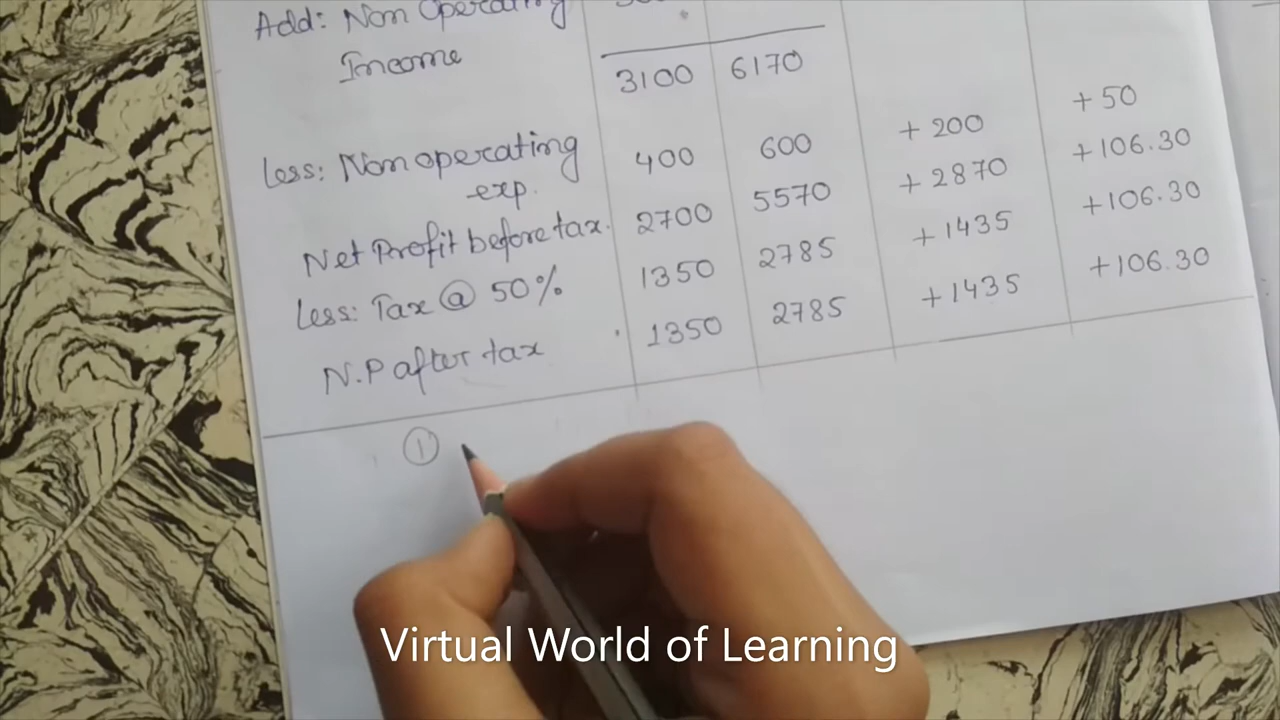 Add: Non Operating
Income
3100 6170
Less: Non operating 400 600 +200 +50
exp.
Net Profit before tax. 2700 5570 +2870 +106.30
Less: Tax @ 50% 1350 2785 +1435 +106.30
N.P after tax 1350 2785 +1435 +106.30
①
Virtual World of Learning